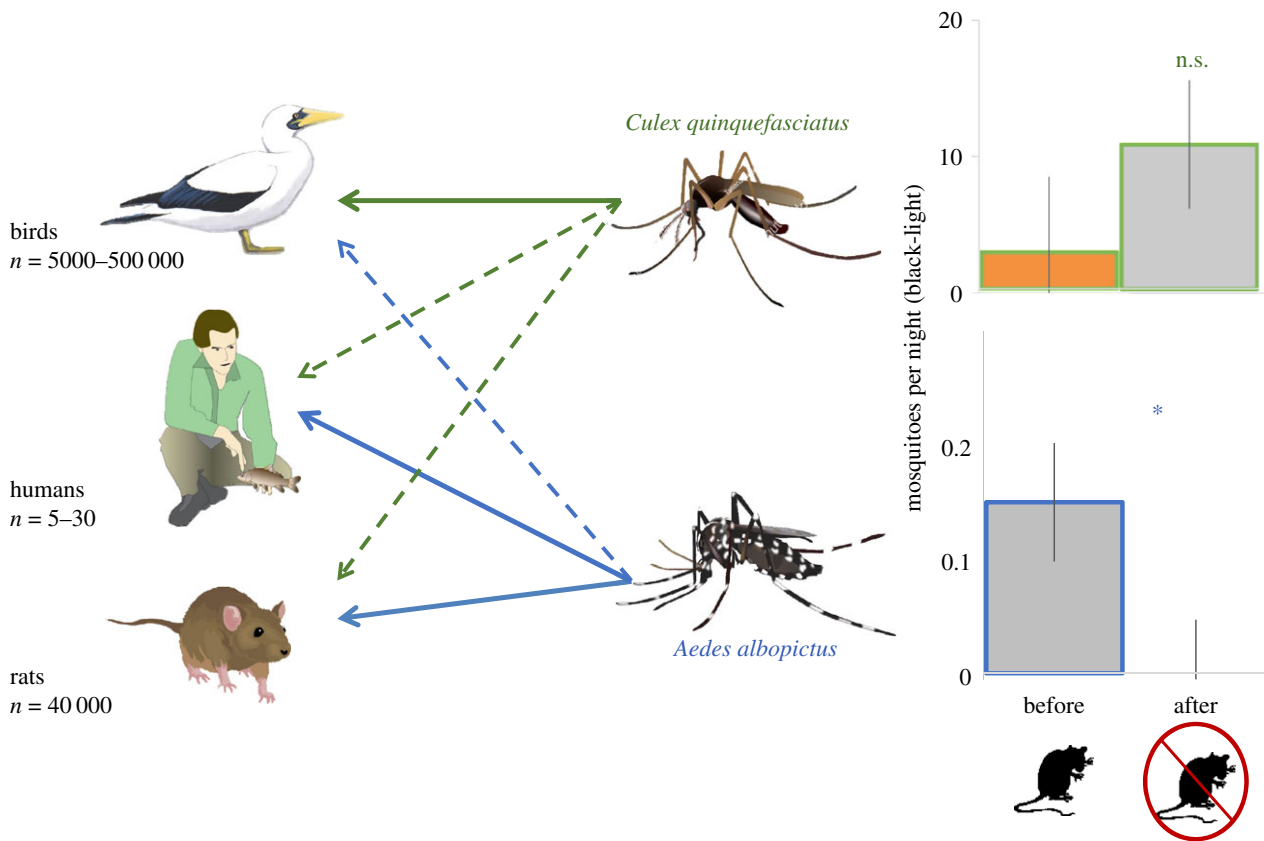 birds
n = 5000–500 000
humans
n = 5–30
rats
n = 40 000
Culex quinquefasciatus
Aedes albopictus
mosquitoes per night (black-light)
20
n.s.
10
0
*
0.2
0.1
0
before
after